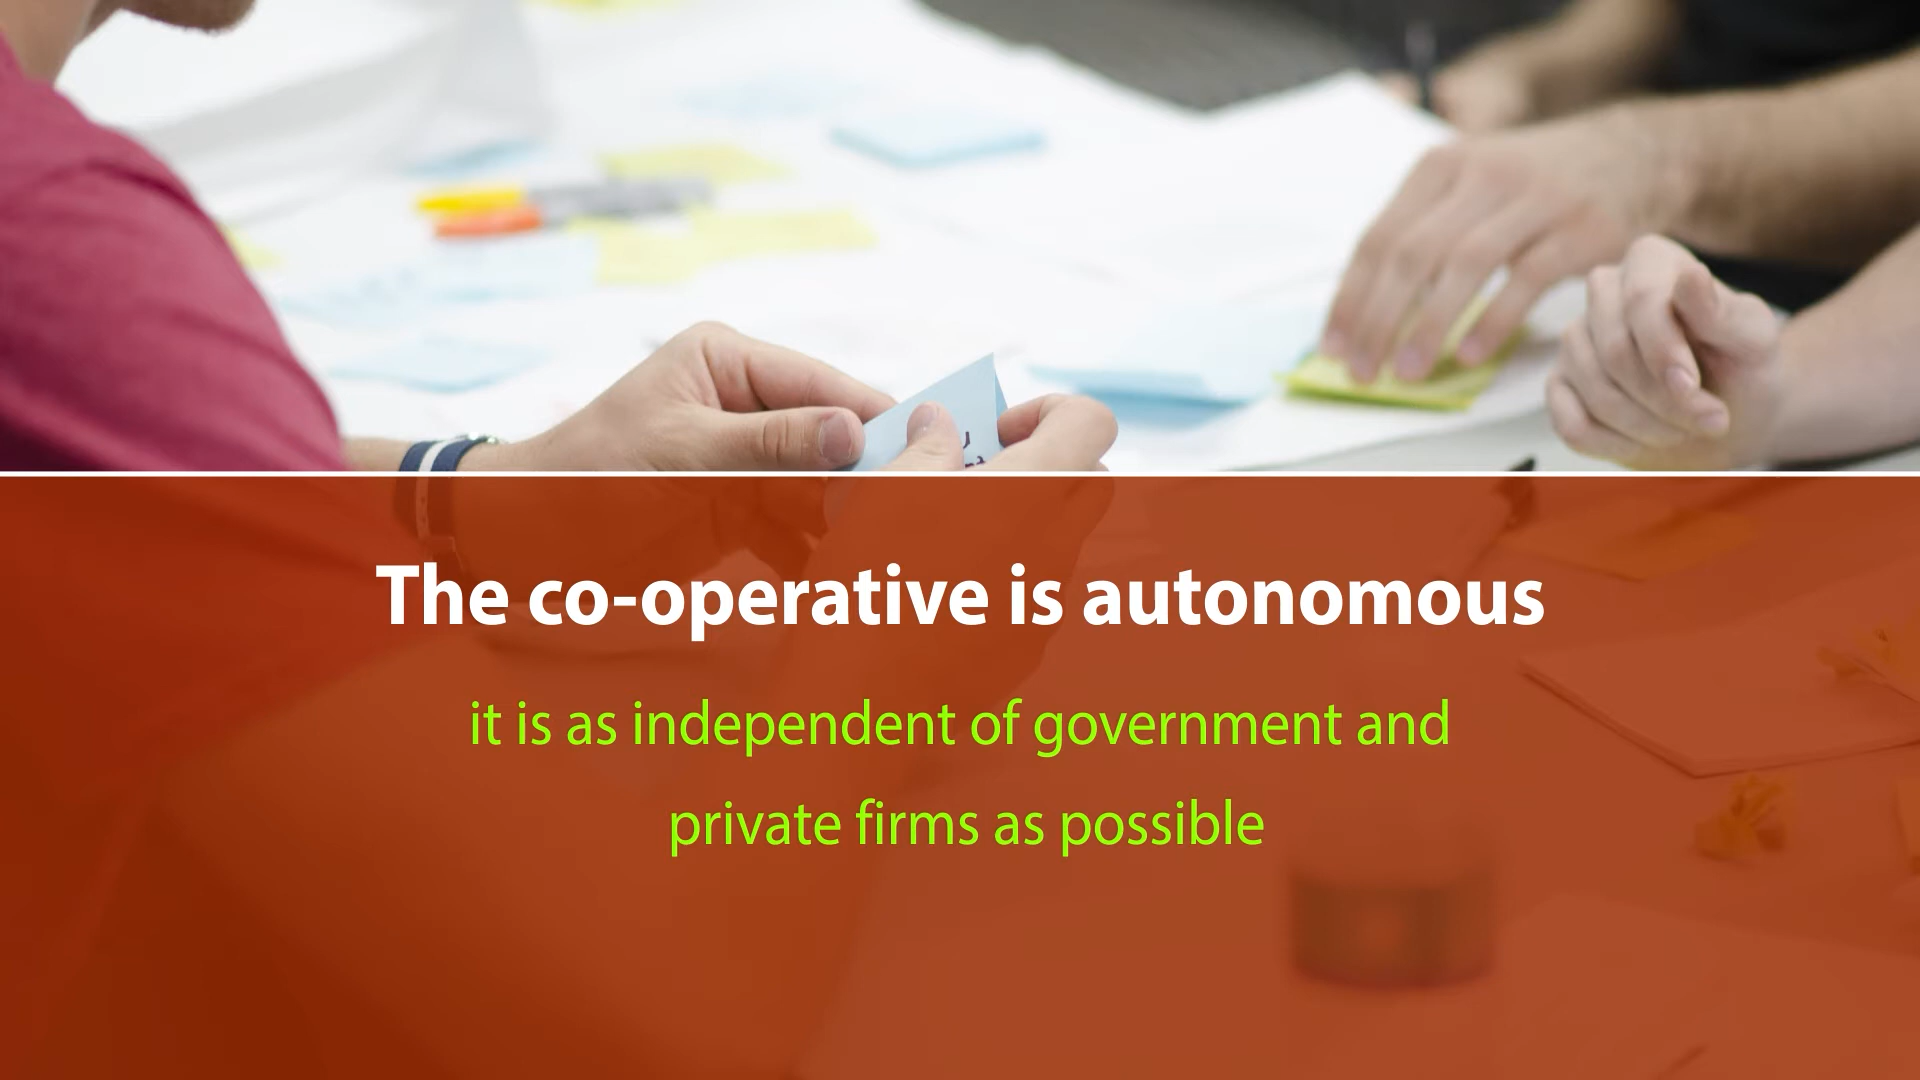 The co-operative is autonomous
it is as independent of government and
private firms as possible